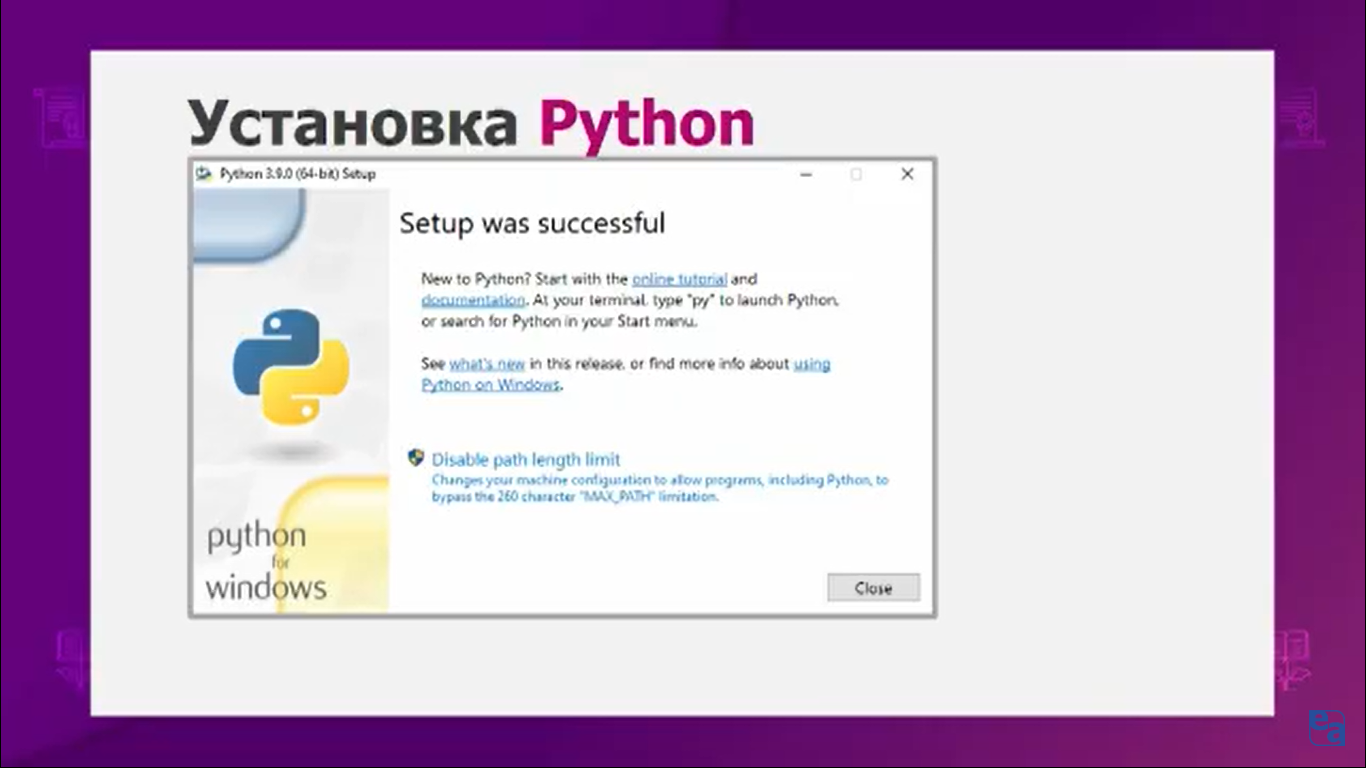 Установка Python
Python 3.9.0 (64-bit) Setup
Setup was successful
New to Python? Start with the online tutorial and
documentation. At your terminal, type "py" to launch Python,
or search for Python in your Start menu.
See what's new in this release, or find more info about using
Python on Windows.
Disable path length limit
Changes your machine configuration to allow programs, including Python, to
bypass the 260 character "MAX_PATH" limitation.
python
for
windows
Close
ea